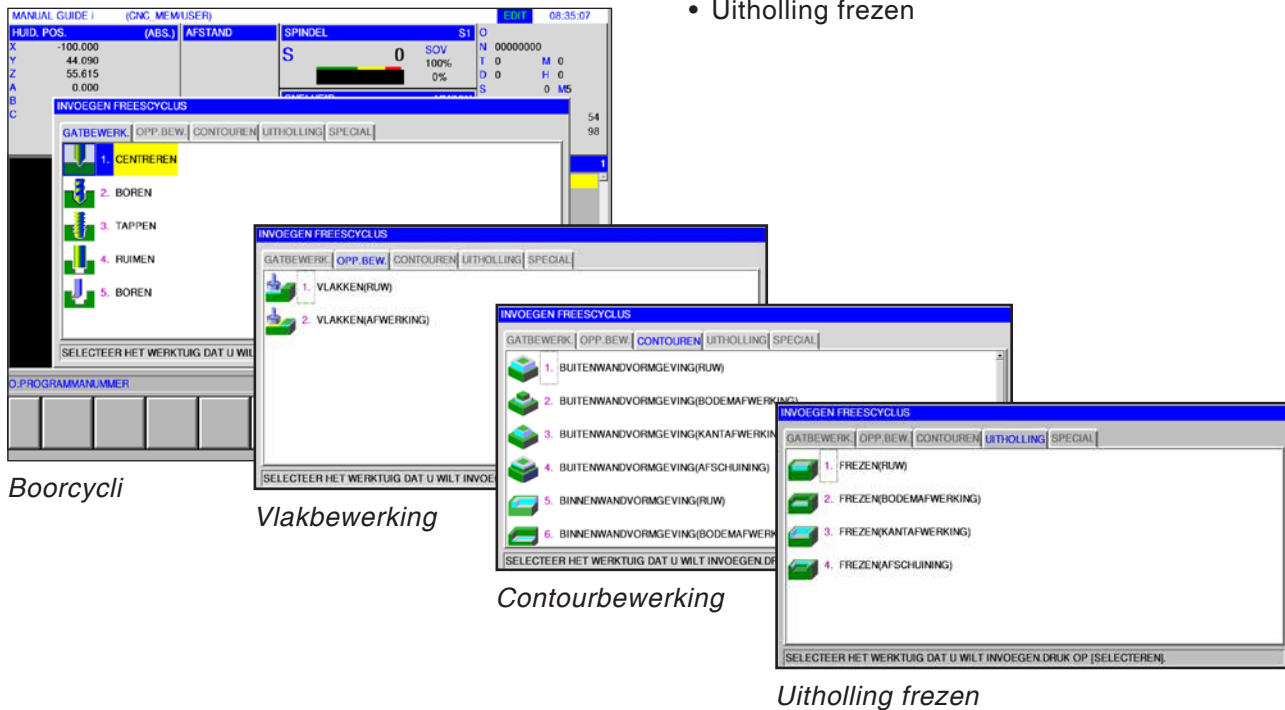 • Uitholling frezen
MANUAL GUIDE i (CNC_MEM/USER) EDIT 08:35:07
HUID. POS. (ABS.) AFSTAND SPINDEL S1 O
X -100.000 S 0 SOV N 00000000
Y 44.090 100% T 0 M 0
Z 55.615 0% D 0 H 0
A 0.000 S 0 M5
B
C 54
98
1
INVOEGEN FREESCYCLUS
GATBEWERK. OPP.BEW. CONTOUREN UITHOLLING SPECIAL
1. CENTREREN
2. BOREN
3. TAPPEN
4. RUIMEN
5. BOREN
SELECTEER HET WERKTUIG DAT U WIL
O:PROGRAMMANUMMER
Boorcycli
INVOEGEN FREESCYCLUS
GATBEWERK. OPP.BEW. CONTOUREN UITHOLLING SPECIAL
1. VLAKKEN(RUW)
2. VLAKKEN(AFWERKING)
SELECTEER HET WERKTUIG DAT U WILT INVOE
Vlakbewerking
INVOEGEN FREESCYCLUS
GATBEWERK. OPP.BEW. CONTOUREN UITHOLLING SPECIAL
1. BUITENWANDVORMGEVING(RUW)
2. BUITENWANDVORMGEVING(BODEMAFWERKING)
3. BUITENWANDVORMGEVING(KANTAFWERKIN
4. BUITENWANDVORMGEVING(AFSCHUINING)
5. BINNENWANDVORMGEVING(RUW)
6. BINNENWANDVORMGEVING(BODEMAFWERK
SELECTEER HET WERKTUIG DAT U WILT INVOEGEN.DR
Contourbewerking
INVOEGEN FREESCYCLUS
GATBEWERK. OPP.BEW. CONTOUREN UITHOLLING SPECIAL
1. FREZEN(RUW)
2. FREZEN(BODEMAFWERKING)
3. FREZEN(KANTAFWERKING)
4. FREZEN(AFSCHUINING)
SELECTEER HET WERKTUIG DAT U WILT INVOEGEN.DRUK OP [SELECTEREN].
Uitholling frezen